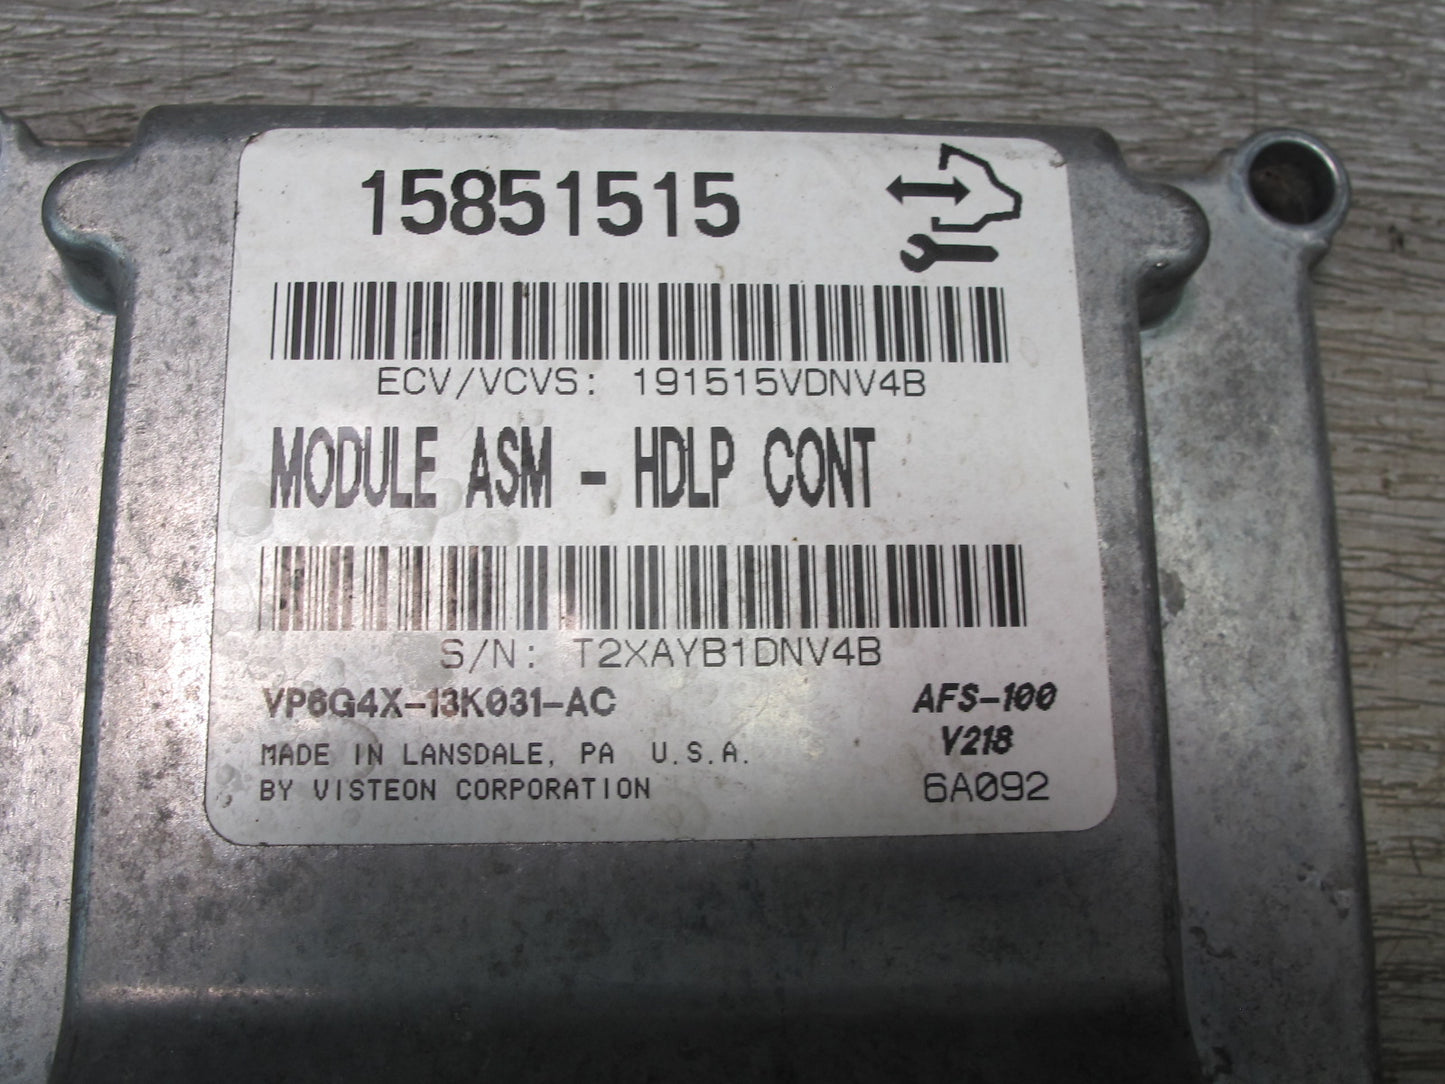 15851515
ECV/VCVS: 191515VDNV4B
MODULE ASM - HDLP CONT
S/N: T2XAYB1DNV4B
VP6G4X-13K031-AC
AFS-100
V218
MADE IN LANSDALE, PA U.S.A.
BY VISTEON CORPORATION
6A092